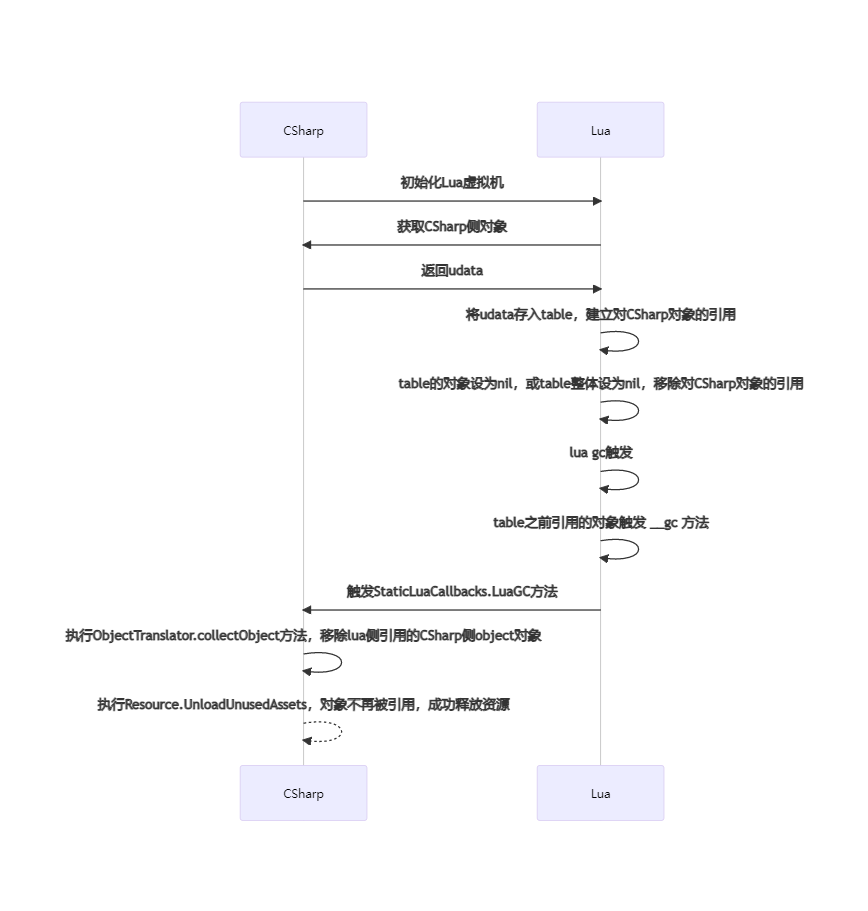 CSharp
Lua
初始化Lua虚拟机
获取CSharp侧对象
返回udata
将udata存入table，建立对CSharp对象的引用
table的对象设为nil，或table整体设为nil，移除对CSharp对象的引用
lua gc触发
table之前引用的对象触发 __gc 方法
触发StaticLuaCallbacks.LuaGC方法
执行ObjectTranslator.collectObject方法，移除lua侧引用的CSharp侧object对象
执行Resource.UnloadUnusedAssets，对象不再被引用，成功释放资源
CSharp
Lua